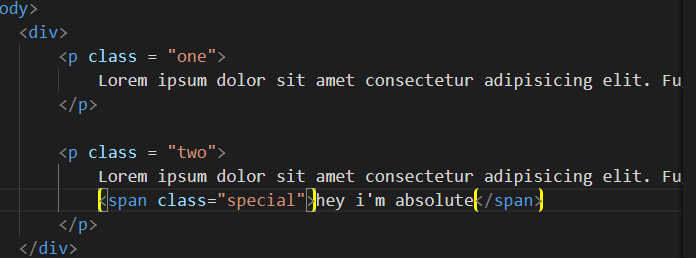 ody>
<div>
<p class = "one">
Lorem ipsum dolor sit amet consectetur adipisicing elit. Fu
</p>
<p class = "two">
Lorem ipsum dolor sit amet consectetur adipisicing elit. Fu
<span class="special">hey i'm absolute</span>
</p>
</div>